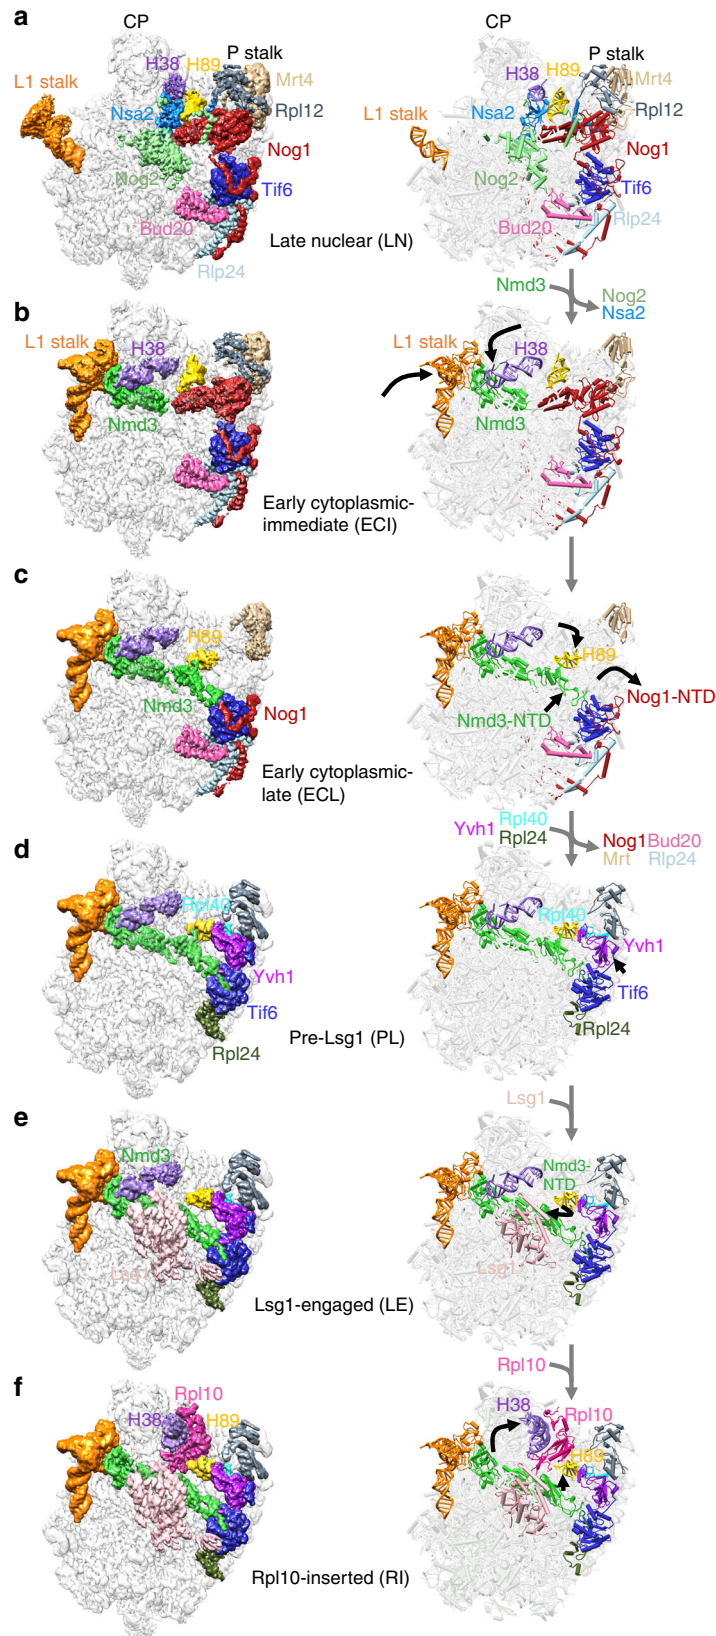 a
CP
H38
H89
P stalk
L1 stalk
Mrt4
Nsa2
Rpl12
Nog1
Nog2
Tif6
Bud20
Rlp24
Late nuclear (LN)
P stalk
H38
H89
Mrt4
Nsa2
Rpl12
L1 stalk
Nog1
Nog2
Tif6
Bud20
Rlp24
Nmd3
Nog2
Nsa2
b
L1 stalk
H38
Nmd3
Early cytoplasmic-
immediate (ECI)
L1 stalk
H38
Nmd3
c
H89
Nmd3
Nog1
Early cytoplasmic-
late (ECL)
H89
Nog1-NTD
Nmd3-NTD
Yvh1
Rpl40
Rpl24
Nog1
Bud20
Mrt
Rlp24
d
Rpl40
Yvh1
Tif6
Rpl24
Pre-Lsg1 (PL)
Rpl40
Yvh1
Tif6
Rpl24
Lsg1
e
Nmd3
Lsg1
Lsg1-engaged (LE)
Nmd3-
NTD
Lsg1
Rpl10
f
Rpl10
H38
H89
Rpl10-inserted (RI)
H38
Rpl10
H89